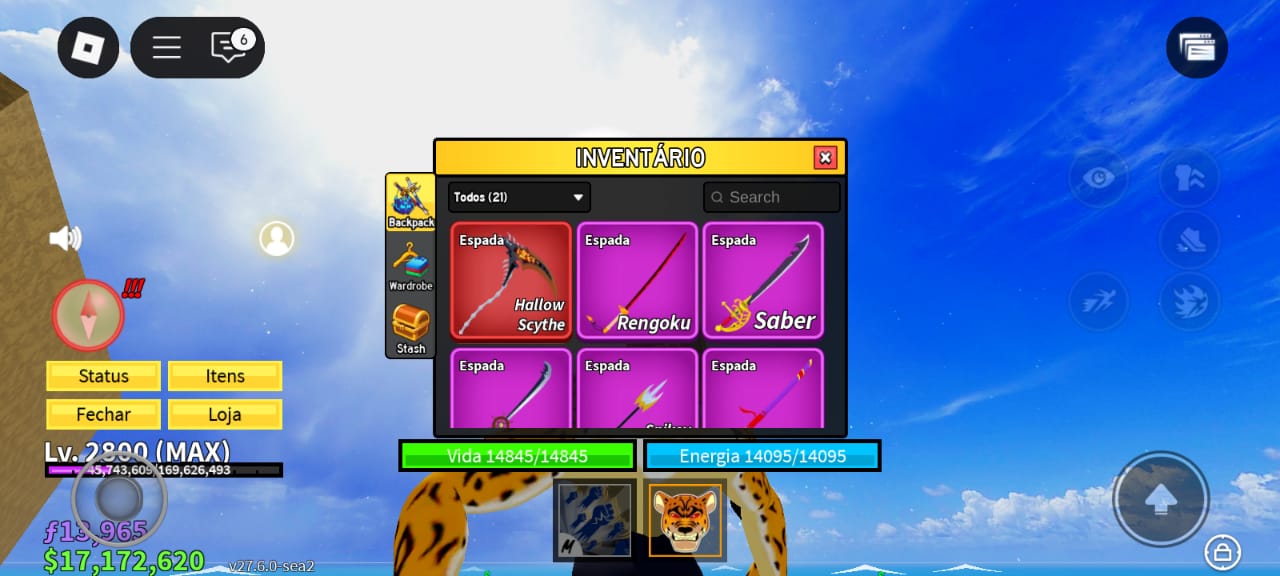 6
INVENTÁRIO
Todos (21)
Search
Backpack
Wardrobe
Stash
Espada
Hallow
Scythe
Espada
Rengoku
Espada
Saber
Espada
Espada
Espada
!!!
Status
Itens
Fechar
Loja
Lv. 2800 (MAX)
45,743,609/169,626,493
ƒ13,965
$17,172,620
v27.6.0-sea2
Vida 14845/14845
Energia 14095/14095
M